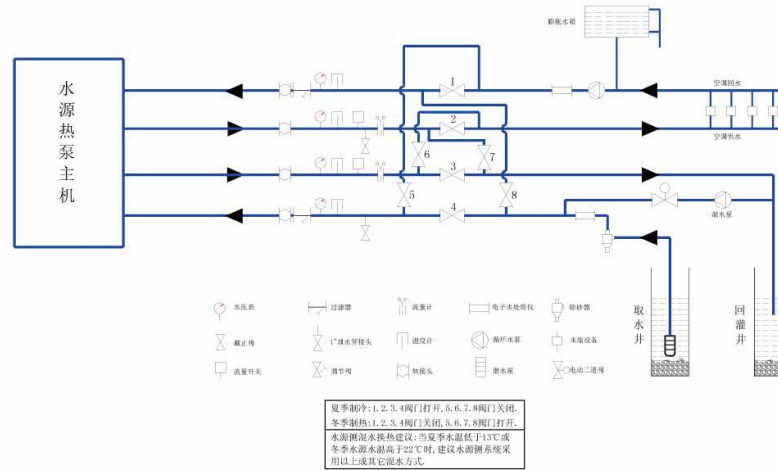 膨胀水箱
水源热泵主机
1
空调回水
2
空调供水
6
7
3
5
8
4
混水泵
取水井
回灌井
水压表
过滤器
流量计
电子水处理仪
除砂器
截止阀
1"泄水管接头
温度计
循环水泵
末端设备
流量开关
调节阀
软接头
潜水泵
电动二通阀
夏季制冷:1.2.3.4阀门打开,5.6.7.8阀门关闭.
冬季制热:1.2.3.4阀门关闭,5.6.7.8阀门打开.
水源侧混水换热建议:当夏季水温低于13℃或
冬季水源水温高于22℃时,建议水源侧系统采
用以上或其它混水方式.